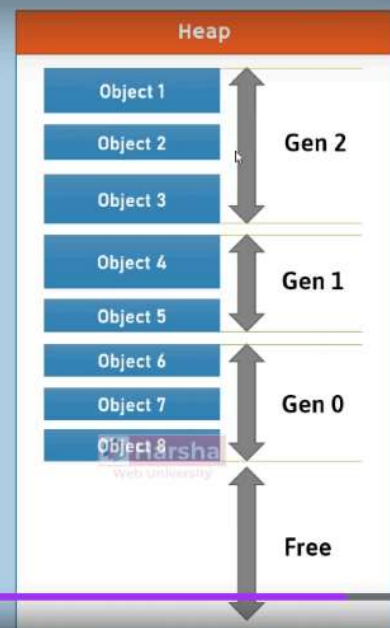 Heap
Object 1
Object 2
Gen 2
Object 3
Object 4
Gen 1
Object 5
Object 6
Object 7
Gen 0
Object 8
Harsha
Web University
Free